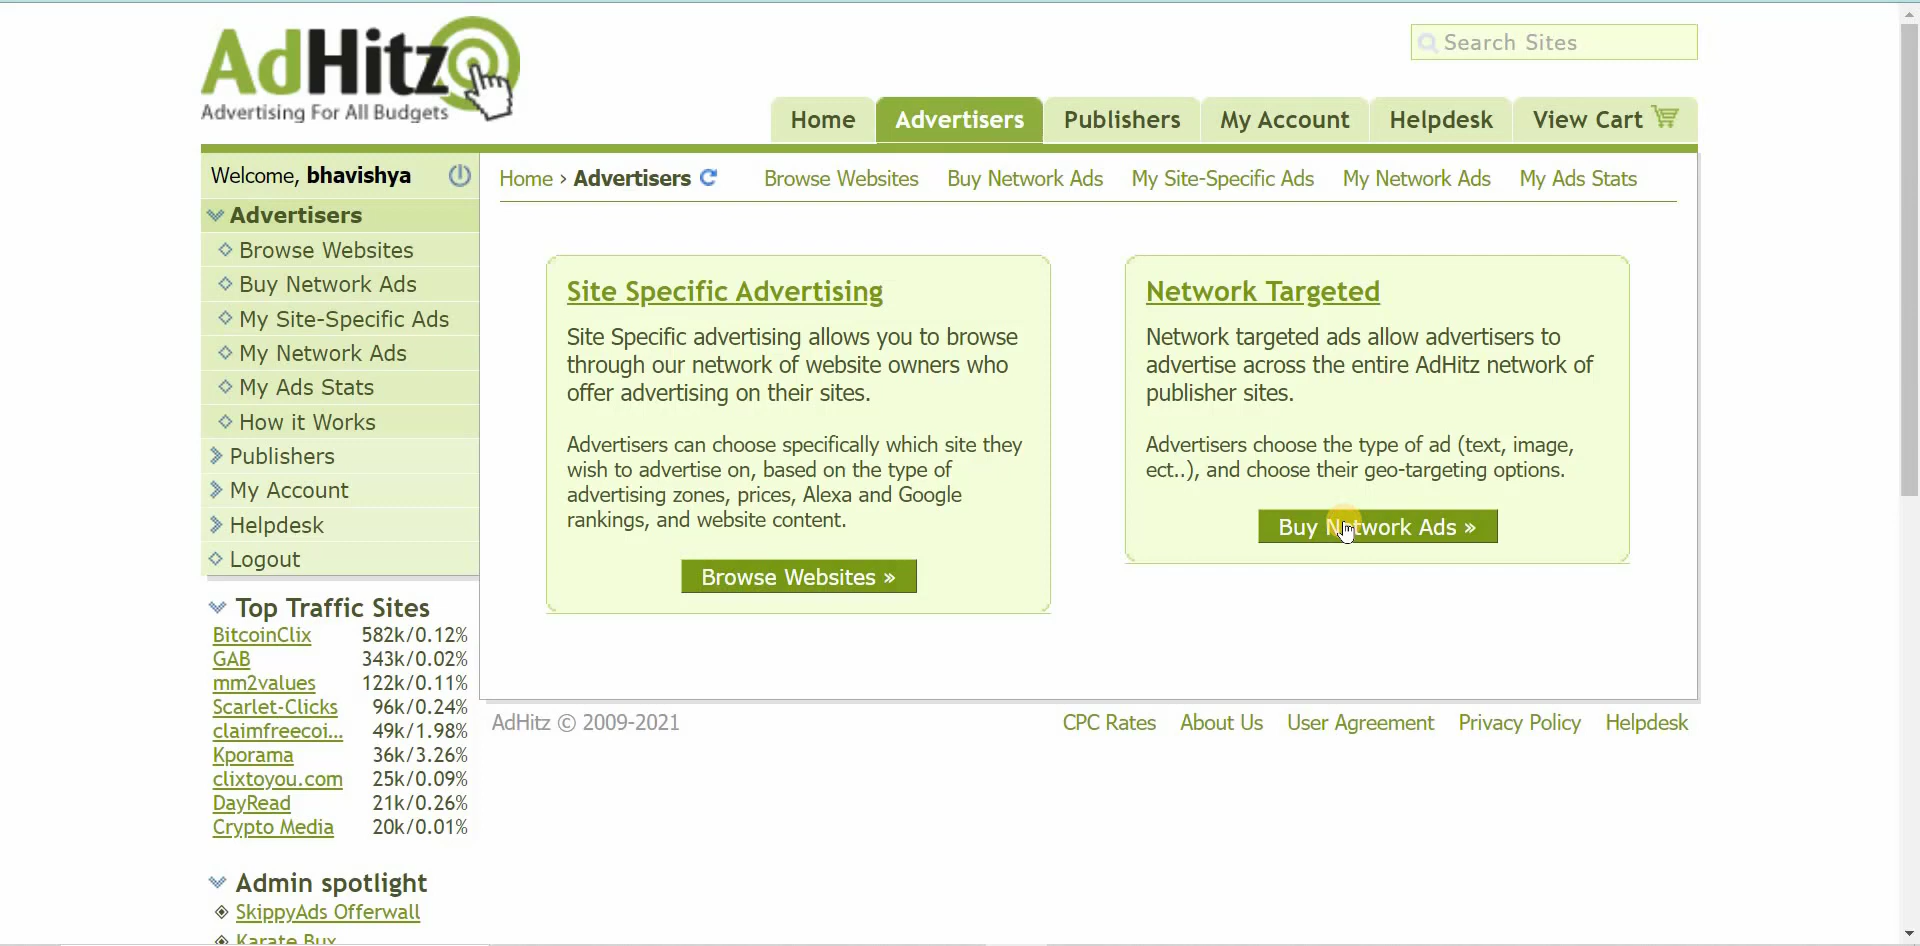 AdHitz
Advertising For All Budgets
Search Sites
Home
Advertisers
Publishers
My Account
Helpdesk
View Cart
Welcome, bhavishya
Advertisers
Browse Websites
Buy Network Ads
My Site-Specific Ads
My Network Ads
My Ads Stats
How it Works
Publishers
My Account
Helpdesk
Logout
Top Traffic Sites
BitcoinClix 582k/0.12%
GAB 343k/0.02%
mm2values 122k/0.11%
Scarlet-Clicks 96k/0.24%
claimfreecoi... 49k/1.98%
Kporama 36k/3.26%
clixtoyou.com 25k/0.09%
DayRead 21k/0.26%
Crypto Media 20k/0.01%
Admin spotlight
SkippyAds Offerwall
Karate Bux
Home › Advertisers
Browse Websites
Buy Network Ads
My Site-Specific Ads
My Network Ads
My Ads Stats
Site Specific Advertising
Site Specific advertising allows you to browse
through our network of website owners who
offer advertising on their sites.
Advertisers can choose specifically which site they
wish to advertise on, based on the type of
advertising zones, prices, Alexa and Google
rankings, and website content.
Browse Websites »
Network Targeted
Network targeted ads allow advertisers to
advertise across the entire AdHitz network of
publisher sites.
Advertisers choose the type of ad (text, image,
ect..), and choose their geo-targeting options.
Buy Network Ads »
AdHitz © 2009-2021
CPC Rates
About Us
User Agreement
Privacy Policy
Helpdesk